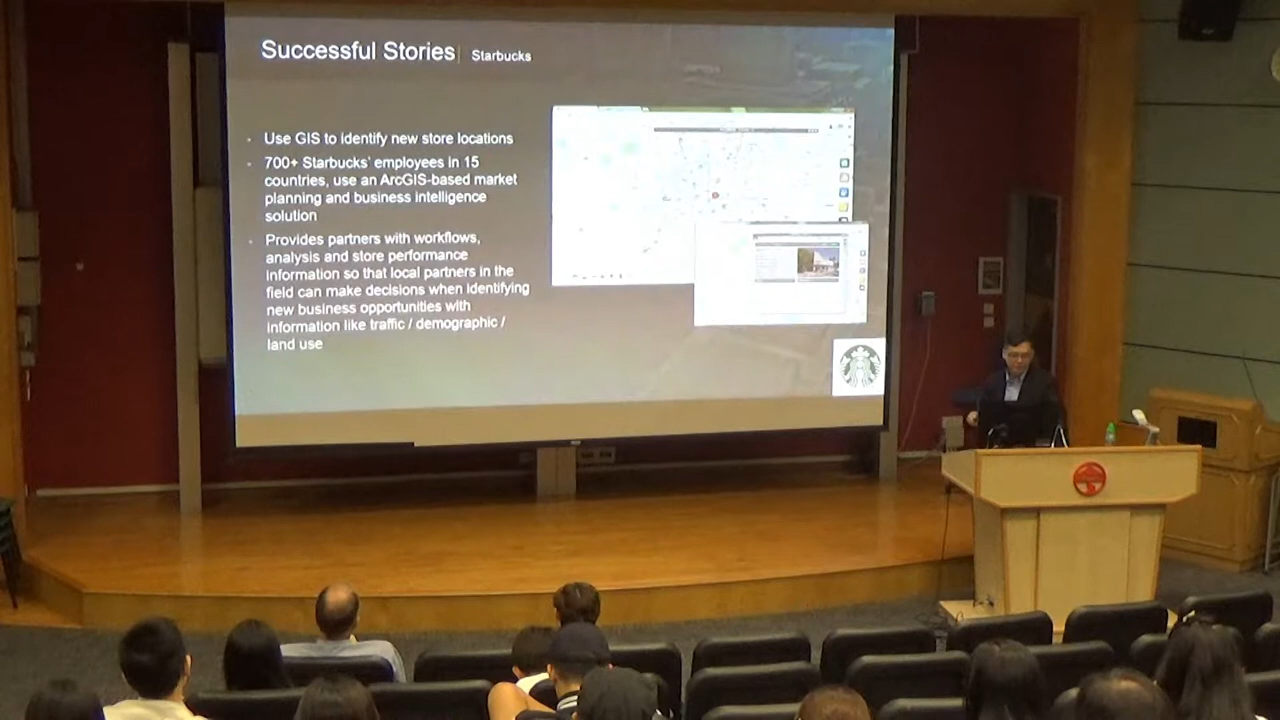 Successful Stories Starbucks
Use GIS to identify new store locations
700+ Starbucks' employees in 15
countries, use an ArcGIS-based market
planning and business intelligence
solution
Provides partners with workflows,
analysis and store performance
information so that local partners in the
field can make decisions when identifying
new business opportunities with
information like traffic / demographic /
land use